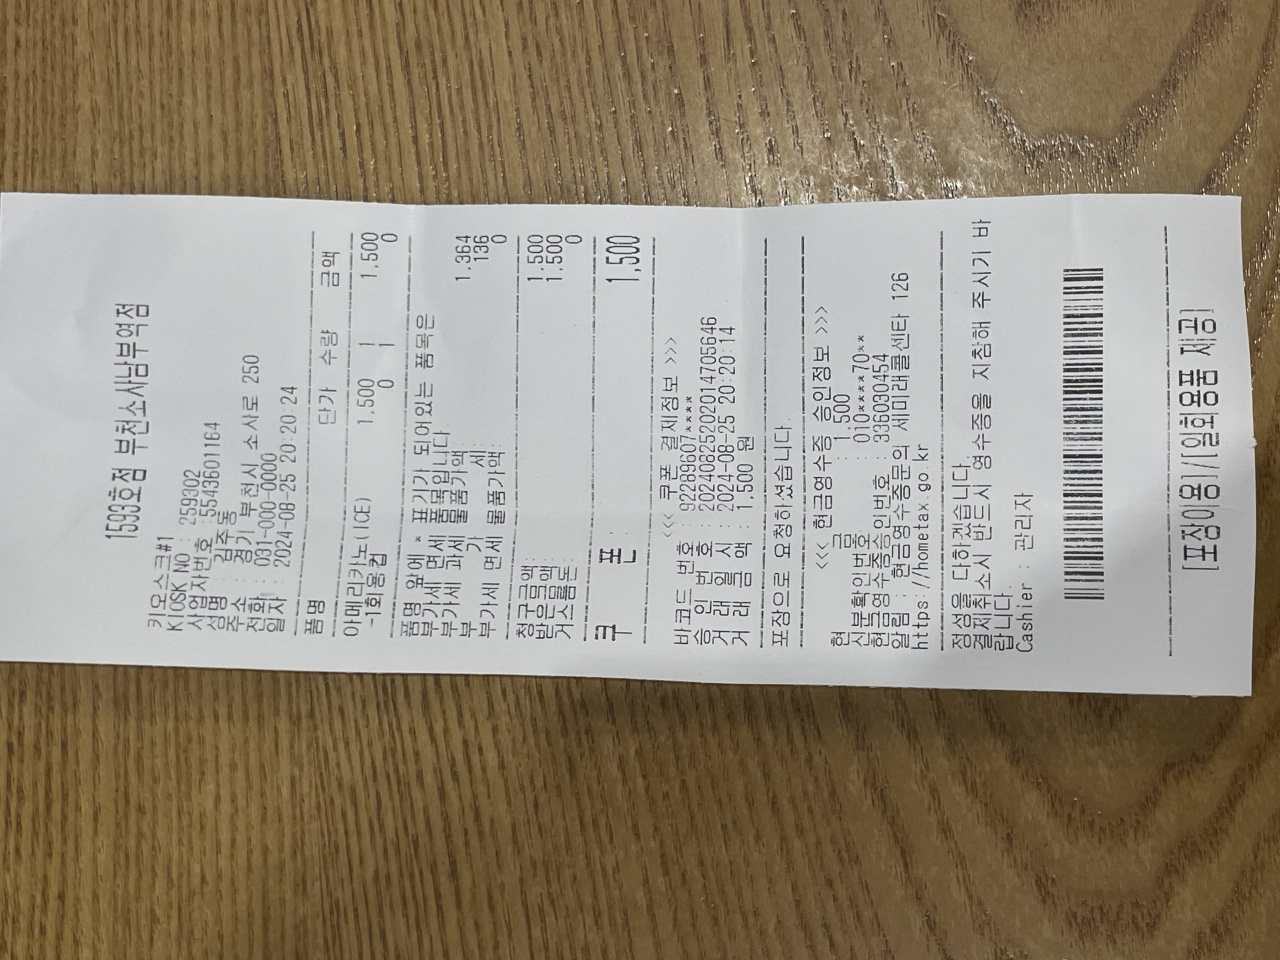 1593호점 부천소사남부역점
키오스크#1
KIOSK NO : 259302
사업자번호 : 5543601164
성명 : 김주동
주소 : 경기 부천시 소사로 250
전화 : 031-000-0000
일자 : 2024-08-25 20:20:24
품명 단가 수량 금액
아메리카노(ICE) 1,500 1 1,500
-1회용컵 0 1 0
품명 앞에 * 표기가 되어있는 품목은
부가세 면세 품목입니다
부가세 과세 물품가액: 1,364
부 가 세: 136
부가세 면세 물품가액: 0
청구금액: 1,500
받은금액: 1,500
거스름돈: 0
쿠 폰: 1,500
<<< 쿠폰 결제정보 >>>
바코드 번호 : 92289607****
승인 번호 : 20240825202014705646
거래 일시 : 2024-08-25 20:20:14
거래 금액 : 1,500 원
포장으로 요청하셨습니다.
<<< 현금영수증 승인정보 >>>
현 금 : 1,500
신분확인번호 : 010****70**
현금영수증승인번호 : 336030454
알림 : 현금영수증문의 세미래콜센타 126
https://hometax.go.kr
정성을 다하겠습니다.
결제취소시 반드시 영수증을 지참해 주시기 바
랍니다.
Cashier : 관리자
[포장이용]/[일회용품 제공]